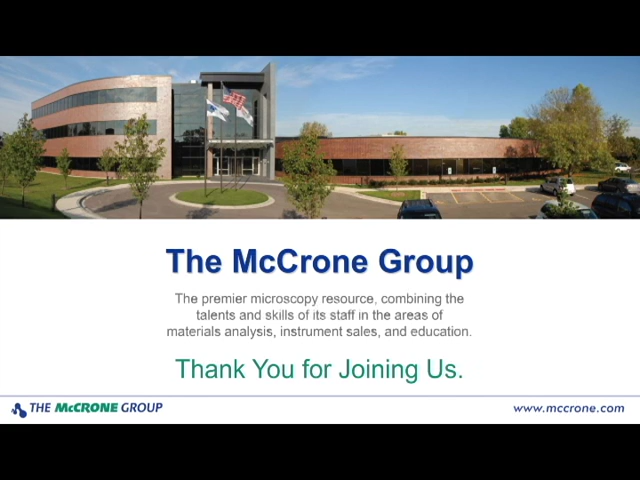 The McCrone Group
The premier microscopy resource, combining the
talents and skills of its staff in the areas of
materials analysis, instrument sales, and education.
Thank You for Joining Us.
THE McCRONE GROUP
www.mccrone.com